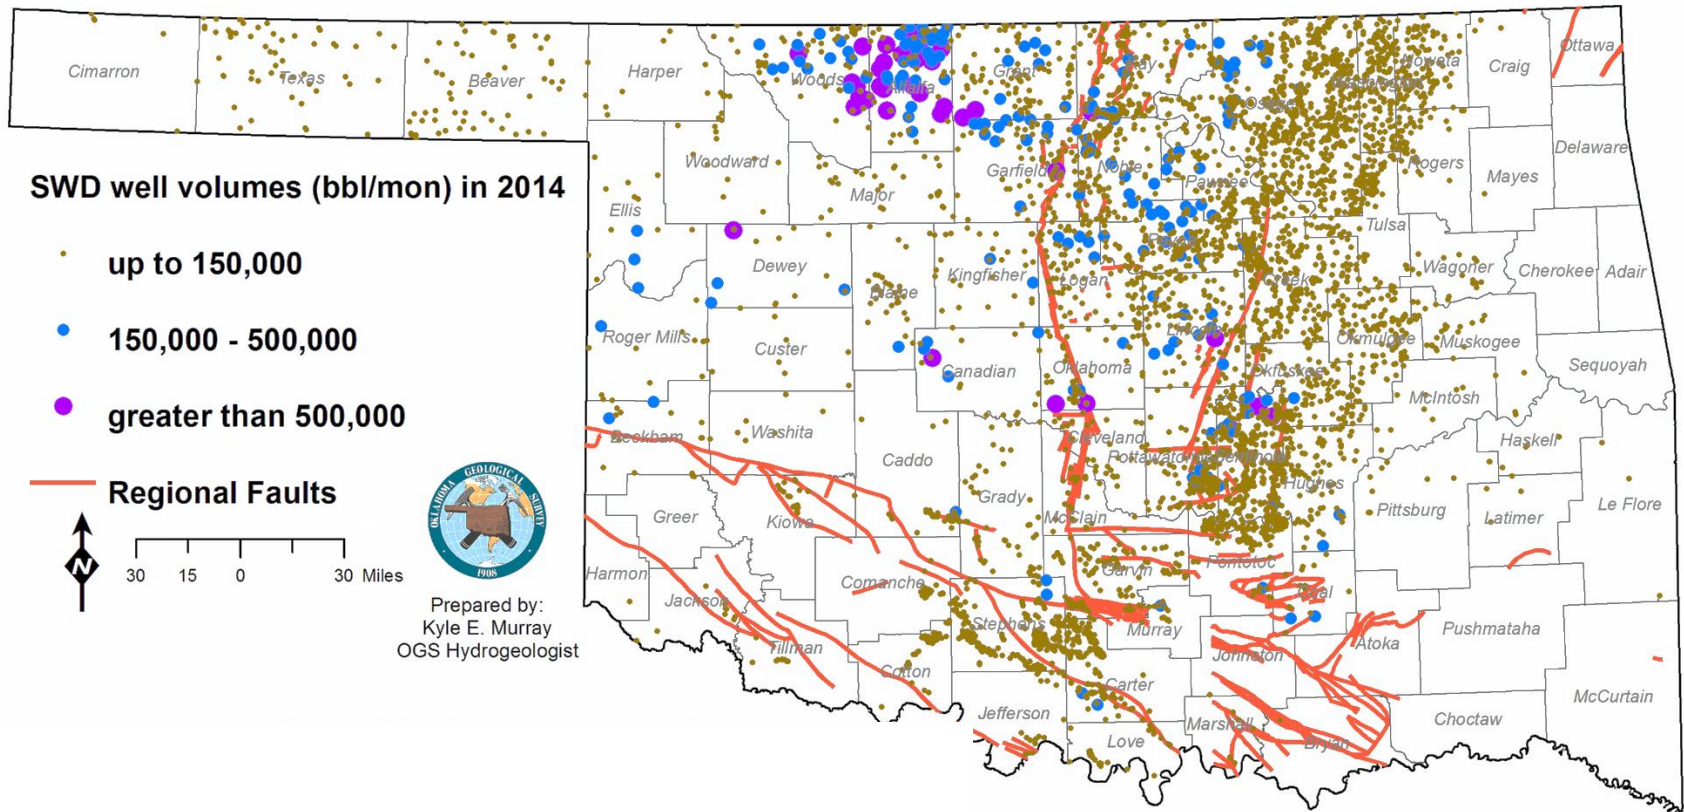 Cimarron
Texas
Beaver
Harper
Woods
Alfalfa
Grant
Kay
Osage
Washington
Nowata
Craig
Ottawa
Woodward
Major
Garfield
Noble
Pawnee
Rogers
Mayes
Delaware
SWD well volumes (bbl/mon) in 2014
up to 150,000
150,000 - 500,000
greater than 500,000
Regional Faults
N
30 15 0 30 Miles
OKLAHOMA GEOLOGICAL SURVEY
1908
Prepared by:
Kyle E. Murray
OGS Hydrogeologist
Ellis
Dewey
Blaine
Kingfisher
Logan
Payne
Creek
Tulsa
Wagoner
Cherokee
Adair
Roger Mills
Custer
Canadian
Oklahoma
Lincoln
Okfuskee
Okmulgee
Muskogee
Sequoyah
McIntosh
Beckham
Washita
Caddo
Grady
Cleveland
Pottawatomie
Seminole
Hughes
Haskell
Pittsburg
Latimer
Le Flore
Greer
Kiowa
McClain
Harmon
Jackson
Comanche
Garvin
Pontotoc
Coal
Tillman
Stephens
Murray
Cotton
Johnston
Atoka
Pushmataha
Jefferson
Carter
Love
Marshall
Bryan
Choctaw
McCurtain